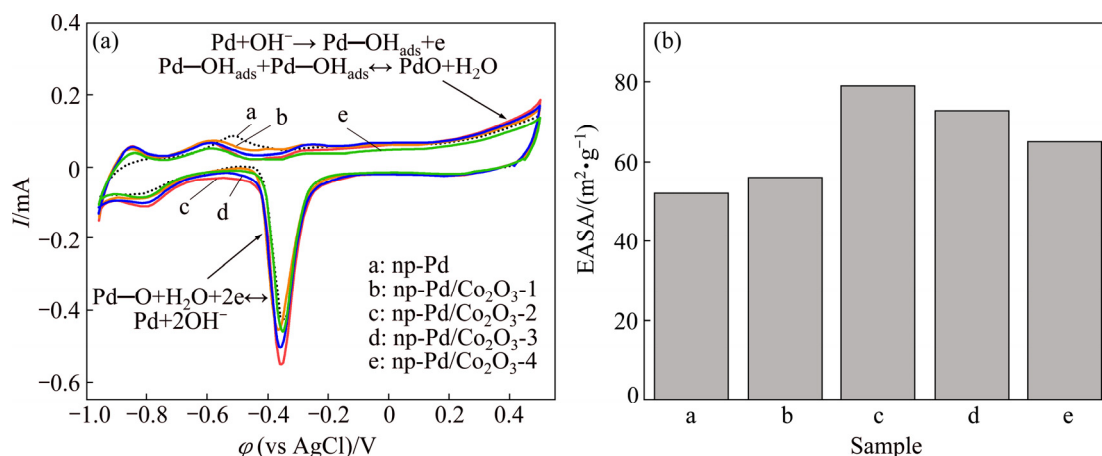 (a)
Pd+OH⁻→Pd—OHads+e
Pd—OHads+Pd—OHads↔PdO+H₂O
a
b
e
c
d
Pd—O+H₂O+2e↔
Pd+2OH⁻
a: np-Pd
b: np-Pd/Co₂O₃-1
c: np-Pd/Co₂O₃-2
d: np-Pd/Co₂O₃-3
e: np-Pd/Co₂O₃-4
0.4
0.2
0
−0.2
−0.4
−0.6
I/mA
−1.0 −0.8 −0.6 −0.4 −0.2 0 0.2 0.4
φ (vs AgCl)/V
(b)
80
60
40
20
0
EASA/(m²•g⁻¹)
a b c d e
Sample